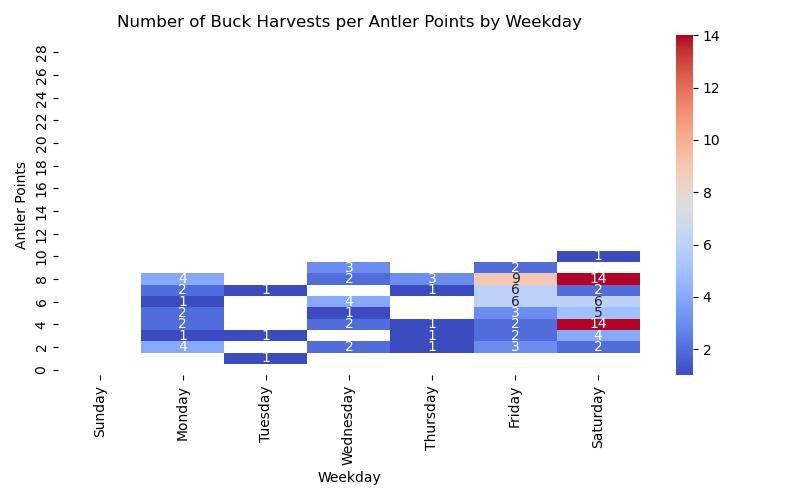 Number of Buck Harvests per Antler Points by Weekday
14
28
26
24
12
22
20
10
18
Antler Points
16
14
8
12
1
10
3 2
6
4 2 3 9 14
8
2 1 1 6 2
1 4 6 6
6
4
2 1 3 5
2 2 1 2 14
4
1 1 1 2 4
4 2 1 3 2
2
2
1
0
Sunday Monday Tuesday Wednesday Thursday Friday Saturday
Weekday